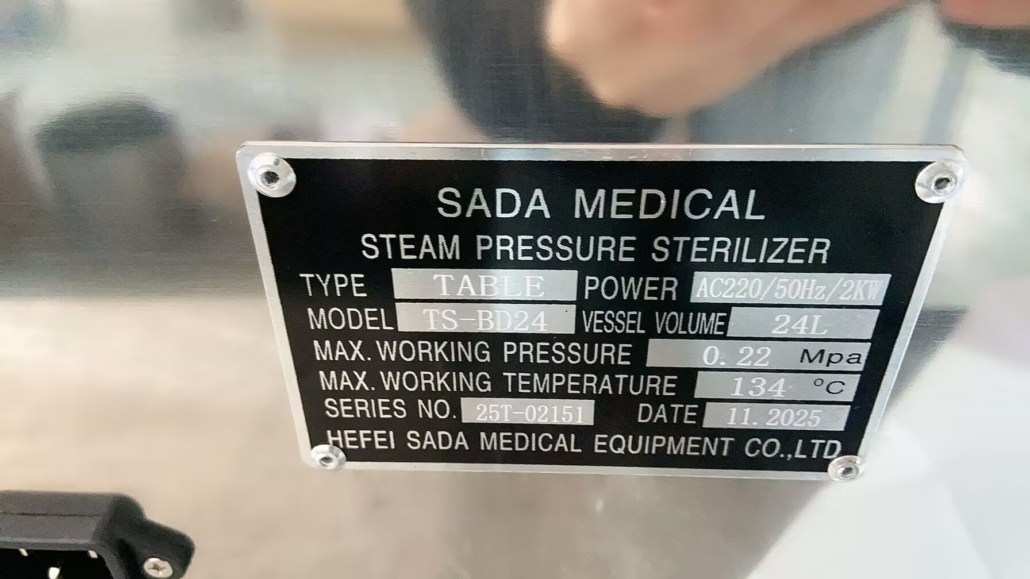 SADA MEDICAL
STEAM PRESSURE STERILIZER
TYPE TABLE POWER AC220/50Hz/2KW
MODEL TS-BD24 VESSEL VOLUME 24L
MAX. WORKING PRESSURE 0.22 Mpa
MAX. WORKING TEMPERATURE 134 °C
SERIES NO. 25T-02151 DATE 11.2025
HEFEI SADA MEDICAL EQUIPMENT CO.,LTD